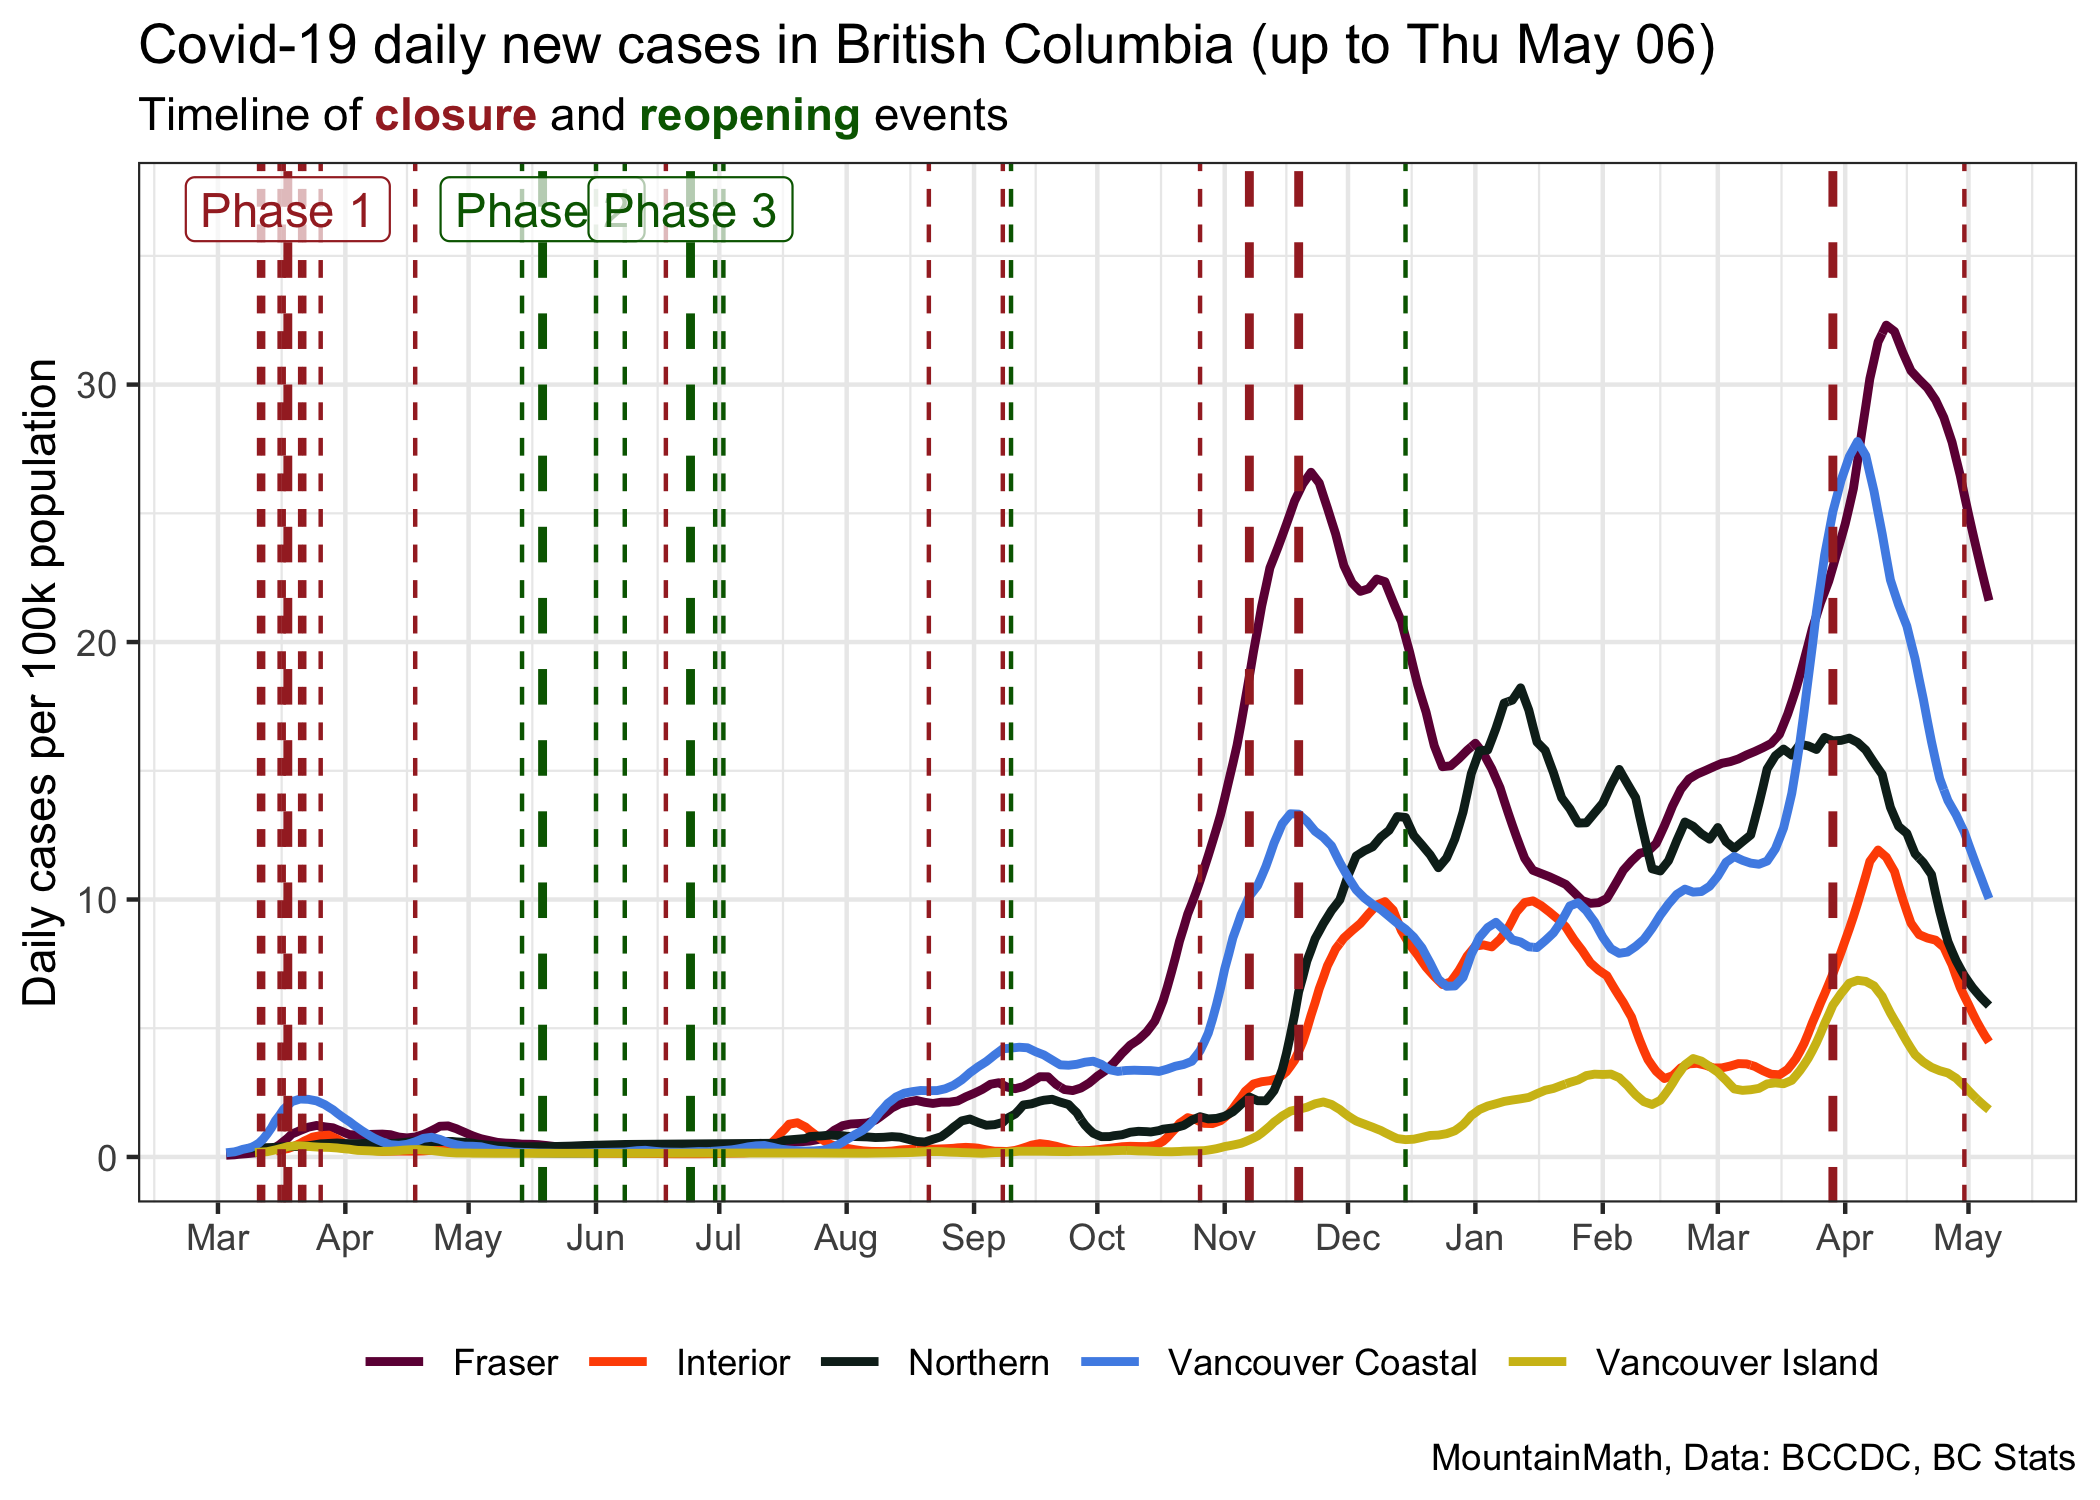 Covid-19 daily new cases in British Columbia (up to Thu May 06)
Timeline of closure and reopening events
Phase 1
Phase 2
Phase 3
Daily cases per 100k population
30
20
10
0
Mar Apr May Jun Jul Aug Sep Oct Nov Dec Jan Feb Mar Apr May
Fraser Interior Northern Vancouver Coastal Vancouver Island
MountainMath, Data: BCCDC, BC Stats